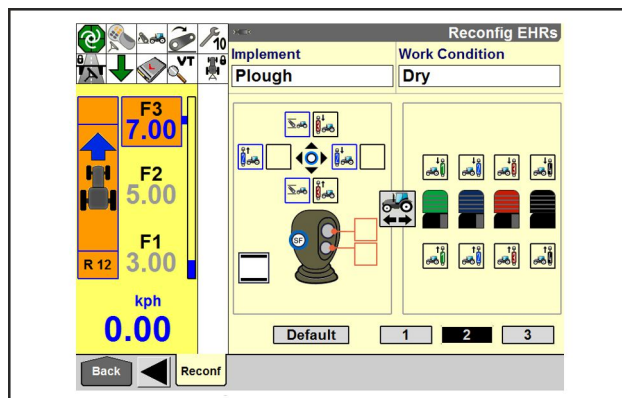 10
VT
Reconfig EHRs
Implement
Work Condition
Plough
Dry
F3
7.00
F2
5.00
F1
3.00
R 12
kph
0.00
SF
Default
1
2
3
Back
Reconf